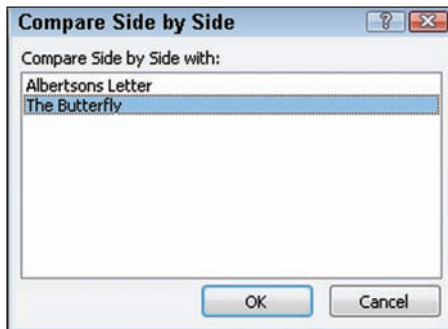 Compare Side by Side
Compare Side by Side with:
Albertsons Letter
The Butterfly
OK
Cancel